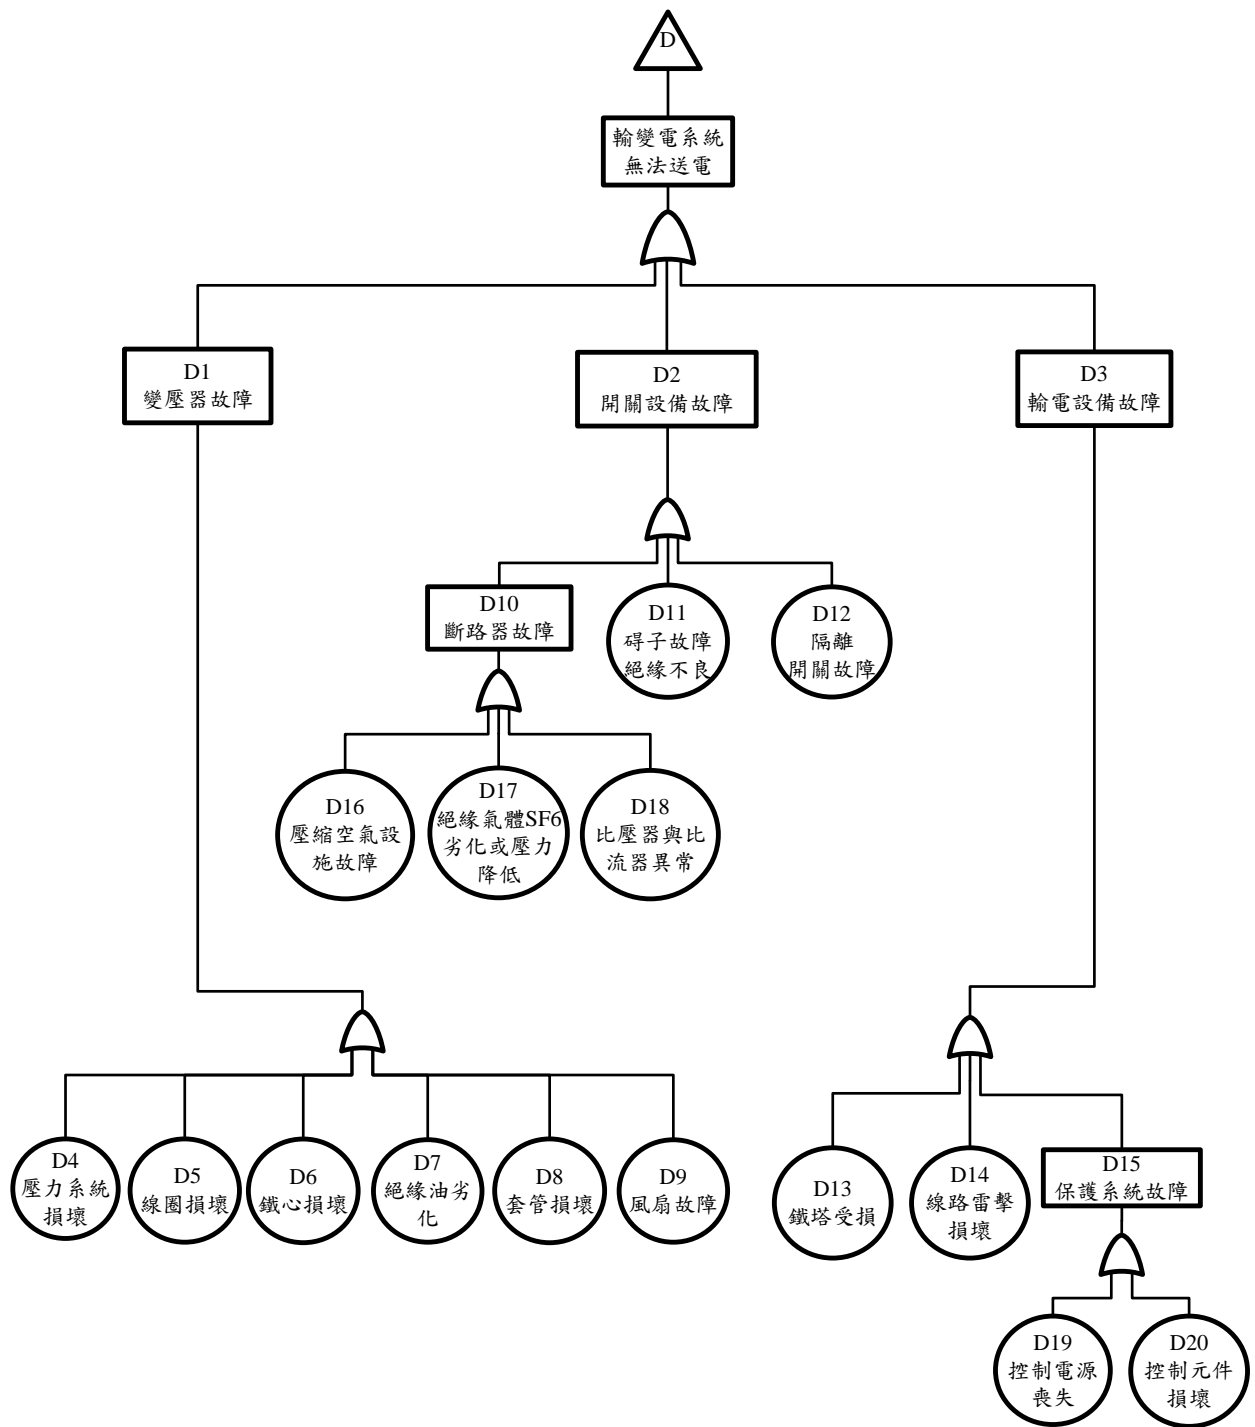 D
輸變電系統
無法送電
D1
變壓器故障
D2
開關設備故障
D3
輸電設備故障
D10
斷路器故障
D11
碍子故障
絕緣不良
D12
隔離
開關故障
D16
壓縮空氣設
施故障
D17
絕緣氣體SF6
劣化或壓力
降低
D18
比壓器與比
流器異常
D4
壓力系統
損壞
D5
線圈損壞
D6
鐵心損壞
D7
絕緣油劣
化
D8
套管損壞
D9
風扇故障
D13
鐵塔受損
D14
線路雷擊
損壞
D15
保護系統故障
D19
控制電源
喪失
D20
控制元件
損壞